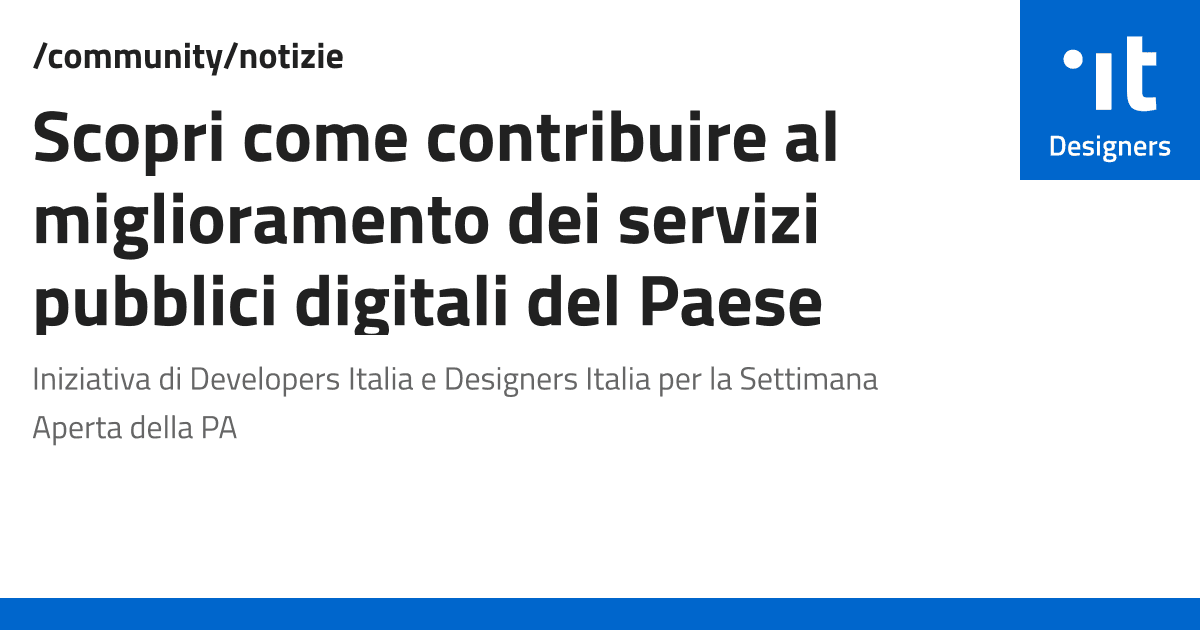 /community/notizie
Scopri come contribuire al
miglioramento dei servizi
pubblici digitali del Paese
Iniziativa di Developers Italia e Designers Italia per la Settimana
Aperta della PA
it
Designers